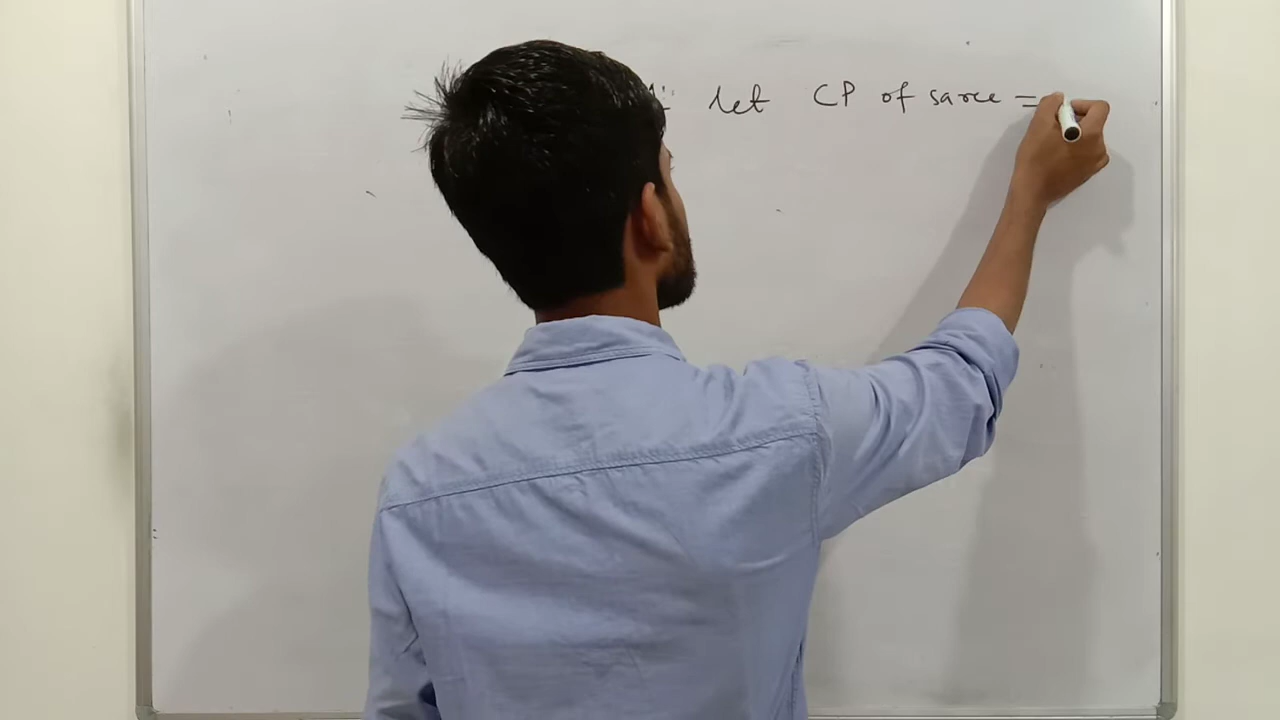 let CP of saree =